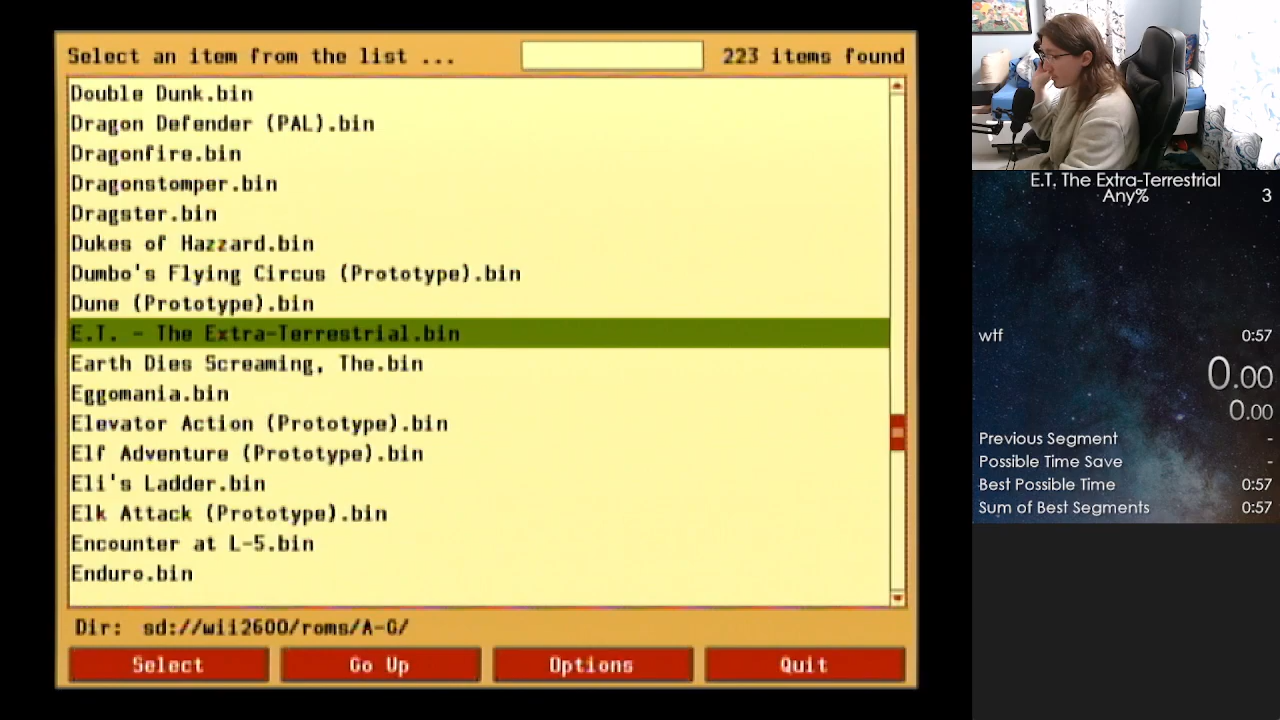 Select an item from the list ... 223 items found
Double Dunk.bin
Dragon Defender (PAL).bin
Dragonfire.bin
Dragonstomper.bin
Dragster.bin
Dukes of Hazzard.bin
Dumbo's Flying Circus (Prototype).bin
Dune (Prototype).bin
E.T. - The Extra-Terrestrial.bin
Earth Dies Screaming, The.bin
Eggomania.bin
Elevator Action (Prototype).bin
Elf Adventure (Prototype).bin
Eli's Ladder.bin
Elk Attack (Prototype).bin
Encounter at L-5.bin
Enduro.bin
Dir: sd://wii2600/roms/A-G/
Select Go Up Options Quit
E.T. The Extra-Terrestrial
Any% 3
wtf 0:57
0.00
0.00
Previous Segment -
Possible Time Save -
Best Possible Time 0:57
Sum of Best Segments 0:57